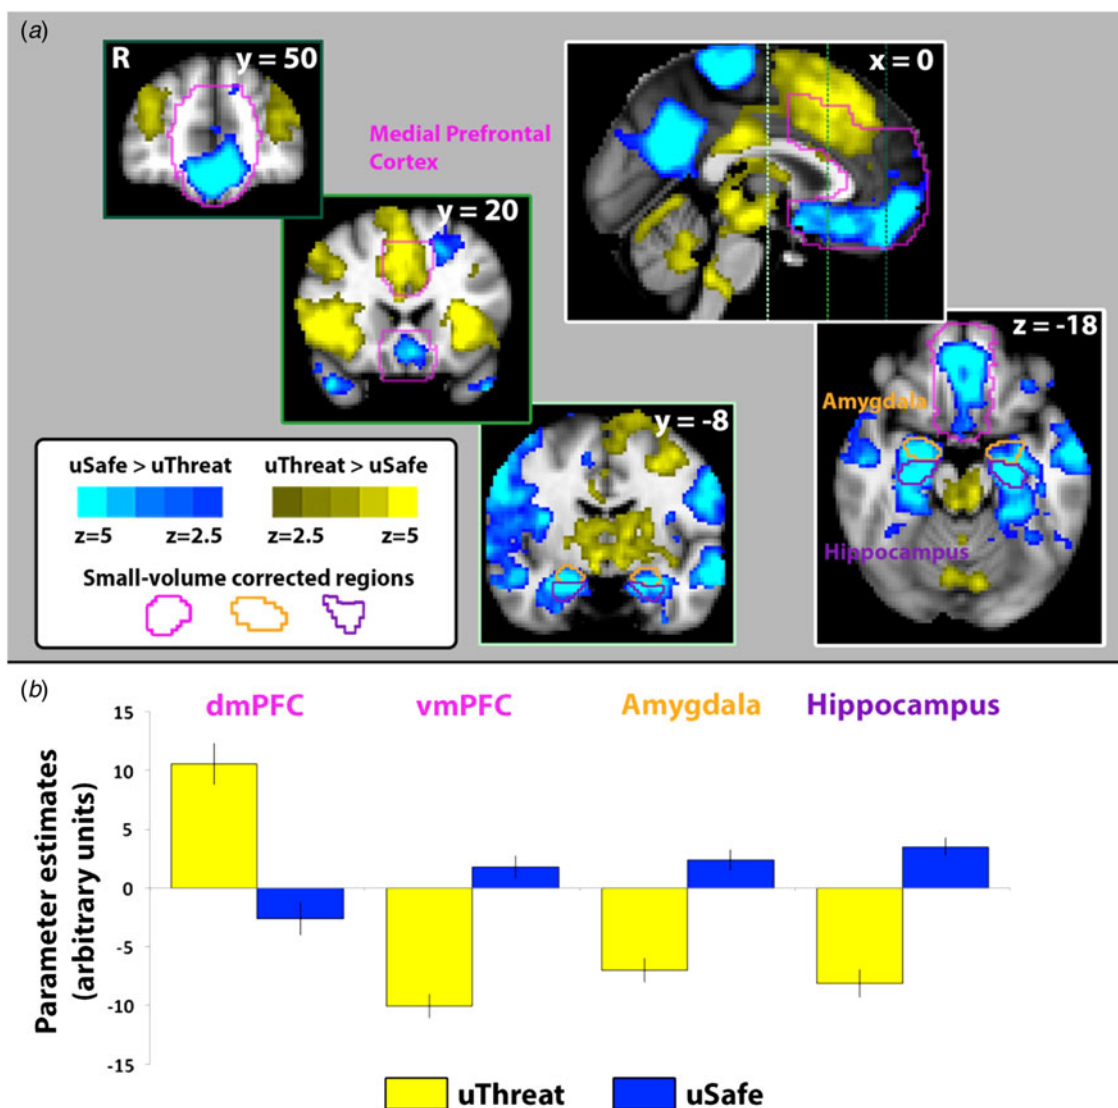 (a)
R
y = 50
x = 0
Medial Prefrontal
Cortex
y = 20
z = -18
Amygdala
y = -8
uSafe > uThreat
uThreat > uSafe
z=5
z=2.5
z=2.5
z=5
Hippocampus
Small-volume corrected regions
(b)
dmPFC
vmPFC
Amygdala
Hippocampus
Parameter estimates
(arbitrary units)
15
10
5
0
-5
-10
-15
uThreat
uSafe